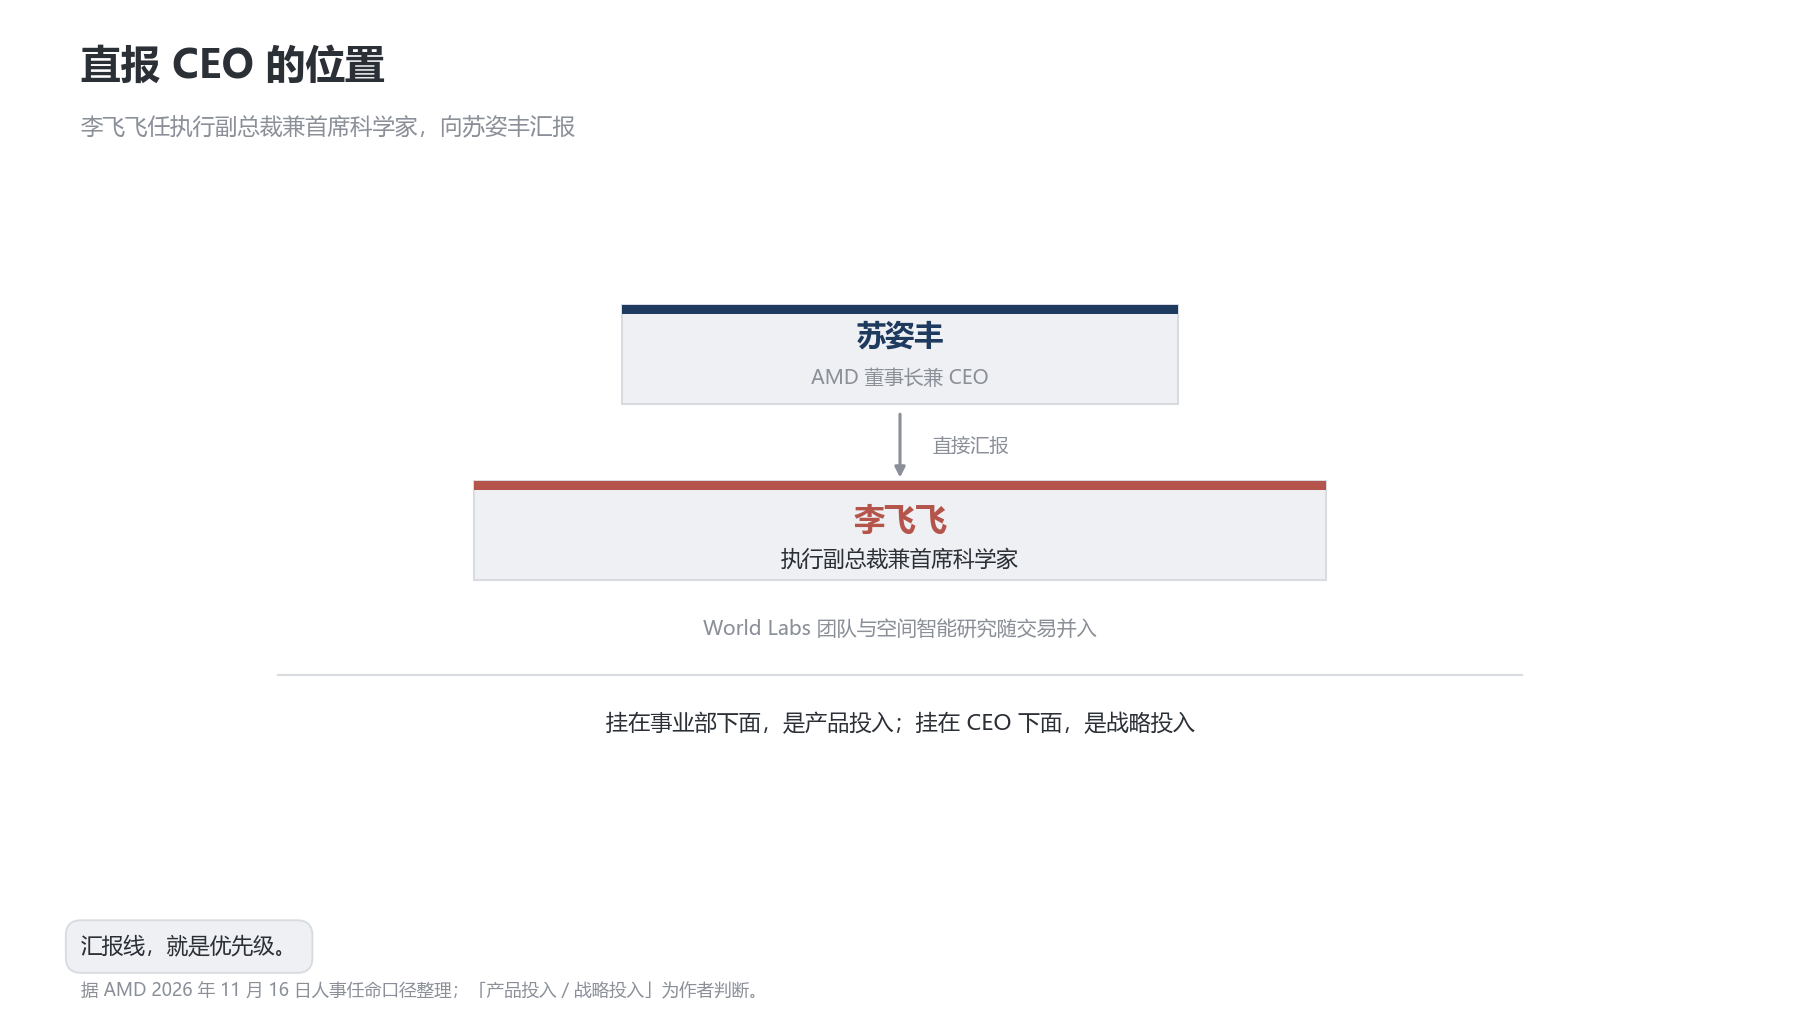 直报 CEO 的位置
李飞飞任执行副总裁兼首席科学家，向苏姿丰汇报
苏姿丰
AMD 董事长兼 CEO
直接汇报
李飞飞
执行副总裁兼首席科学家
World Labs 团队与空间智能研究随交易并入
挂在事业部下面，是产品投入；挂在 CEO 下面，是战略投入
汇报线，就是优先级。
据 AMD 2026 年 11 月 16 日人事任命口径整理；「产品投入 / 战略投入」为作者判断。